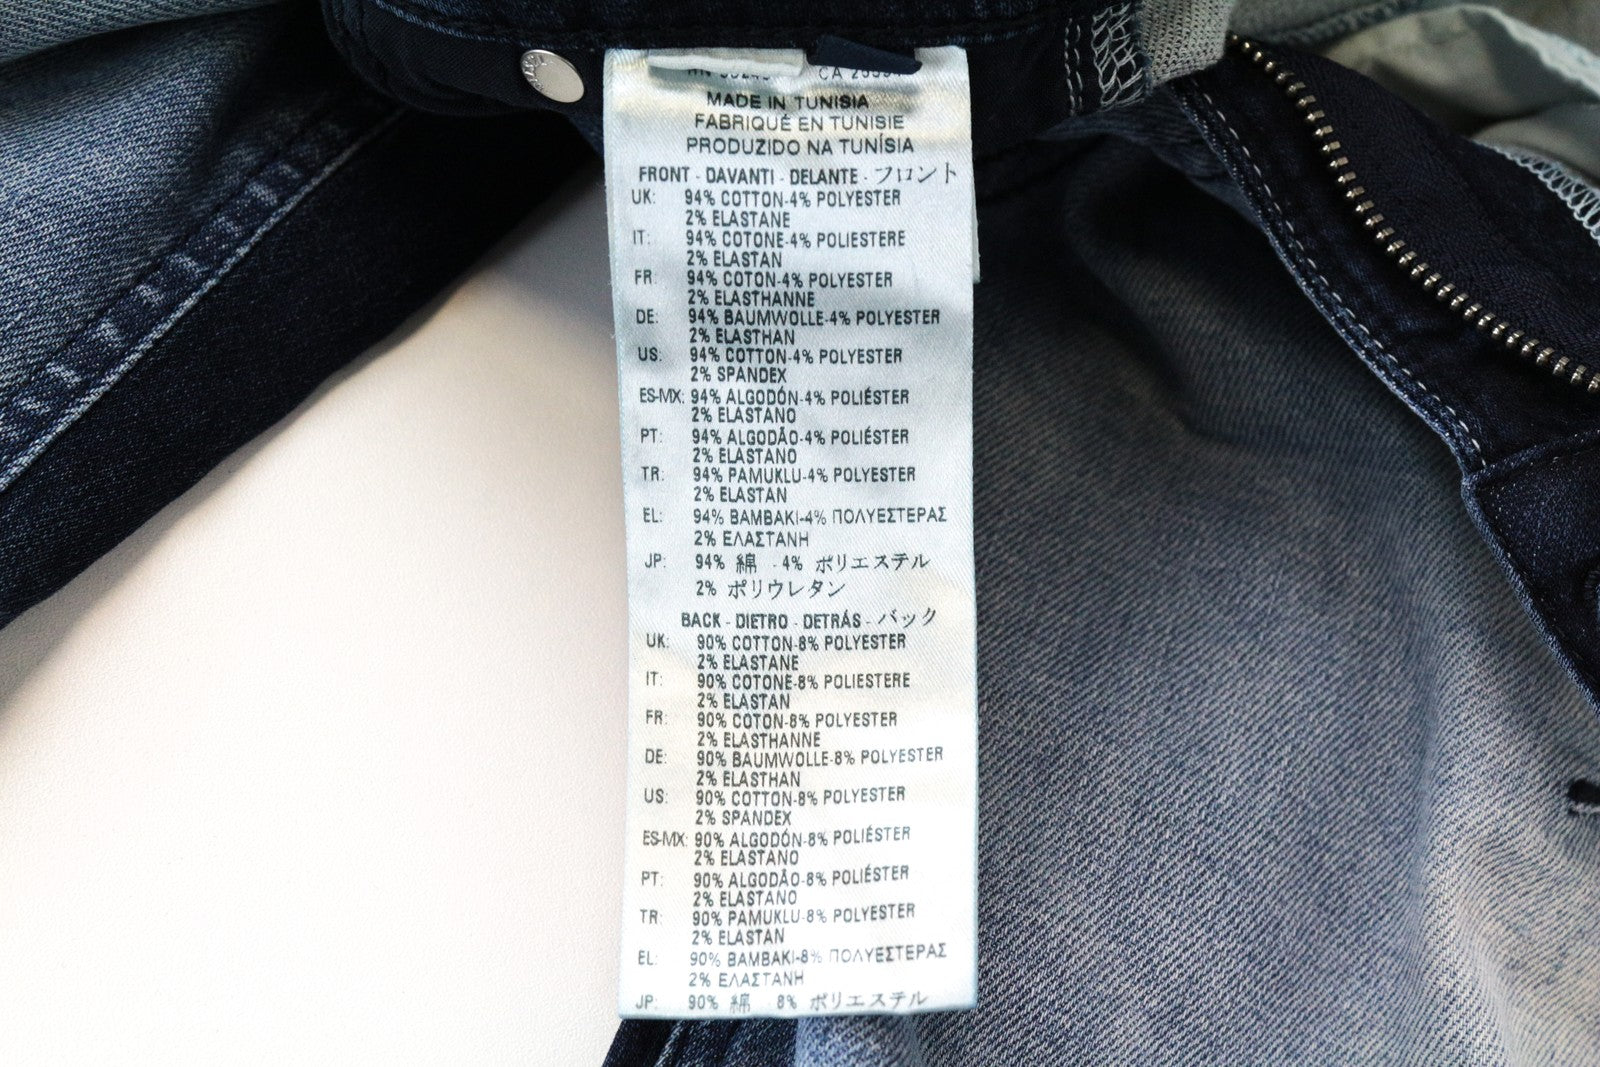 MADE IN TUNISIA
FABRIQUÉ EN TUNISIE
PRODUZIDO NA TUNÍSIA
FRONT - DAVANTI - DELANTE - フロント
UK: 94% COTTON-4% POLYESTER
2% ELASTANE
IT: 94% COTONE-4% POLIESTERE
2% ELASTAN
FR: 94% COTON-4% POLYESTER
2% ELASTHANNE
DE: 94% BAUMWOLLE-4% POLYESTER
2% ELASTHAN
US: 94% COTTON-4% POLYESTER
2% SPANDEX
ES-MX: 94% ALGODÓN-4% POLIÉSTER
2% ELASTANO
PT: 94% ALGODÃO-4% POLIÉSTER
2% ELASTANO
TR: 94% PAMUKLU-4% POLYESTER
2% ELASTAN
EL: 94% ΒΑΜΒΑΚΙ-4% ΠΟΛΥΕΣΤΕΡΑΣ
2% ΕΛΑΣΤΑΝΗ
JP: 94% 綿 - 4% ポリエステル
2% ポリウレタン
BACK - DIETRO - DETRÁS - バック
UK: 90% COTTON-8% POLYESTER
2% ELASTANE
IT: 90% COTONE-8% POLIESTERE
2% ELASTAN
FR: 90% COTON-8% POLYESTER
2% ELASTHANNE
DE: 90% BAUMWOLLE-8% POLYESTER
2% ELASTHAN
US: 90% COTTON-8% POLYESTER
2% SPANDEX
ES-MX: 90% ALGODÓN-8% POLIÉSTER
2% ELASTANO
PT: 90% ALGODÃO-8% POLIÉSTER
2% ELASTANO
TR: 90% PAMUKLU-8% POLYESTER
2% ELASTAN
EL: 90% ΒΑΜΒΑΚΙ-8% ΠΟΛΥΕΣΤΕΡΑΣ
2% ΕΛΑΣΤΑΝΗ
JP: 90% 綿 8% ポリエステル